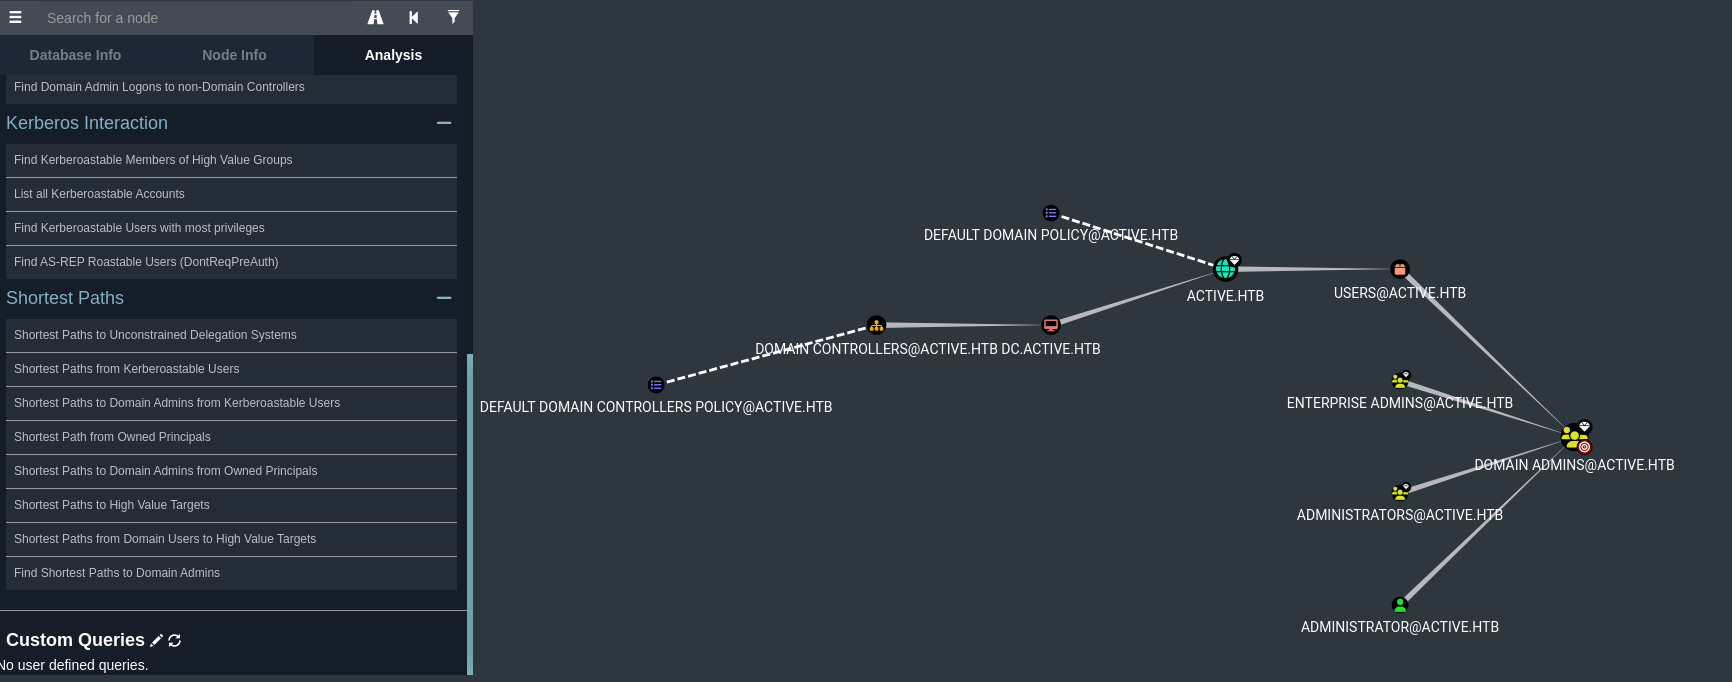 Search for a node
Database Info
Node Info
Analysis
Find Domain Admin Logons to non-Domain Controllers
Kerberos Interaction
Find Kerberoastable Members of High Value Groups
List all Kerberoastable Accounts
Find Kerberoastable Users with most privileges
Find AS-REP Roastable Users (DontReqPreAuth)
Shortest Paths
Shortest Paths to Unconstrained Delegation Systems
Shortest Paths from Kerberoastable Users
Shortest Paths to Domain Admins from Kerberoastable Users
Shortest Path from Owned Principals
Shortest Paths to Domain Admins from Owned Principals
Shortest Paths to High Value Targets
Shortest Paths from Domain Users to High Value Targets
Find Shortest Paths to Domain Admins
Custom Queries
No user defined queries.
DEFAULT DOMAIN POLICY@ACTIVE.HTB
ACTIVE.HTB
USERS@ACTIVE.HTB
DOMAIN CONTROLLERS@ACTIVE.HTB
DC.ACTIVE.HTB
DEFAULT DOMAIN CONTROLLERS POLICY@ACTIVE.HTB
ENTERPRISE ADMINS@ACTIVE.HTB
DOMAIN ADMINS@ACTIVE.HTB
ADMINISTRATORS@ACTIVE.HTB
ADMINISTRATOR@ACTIVE.HTB